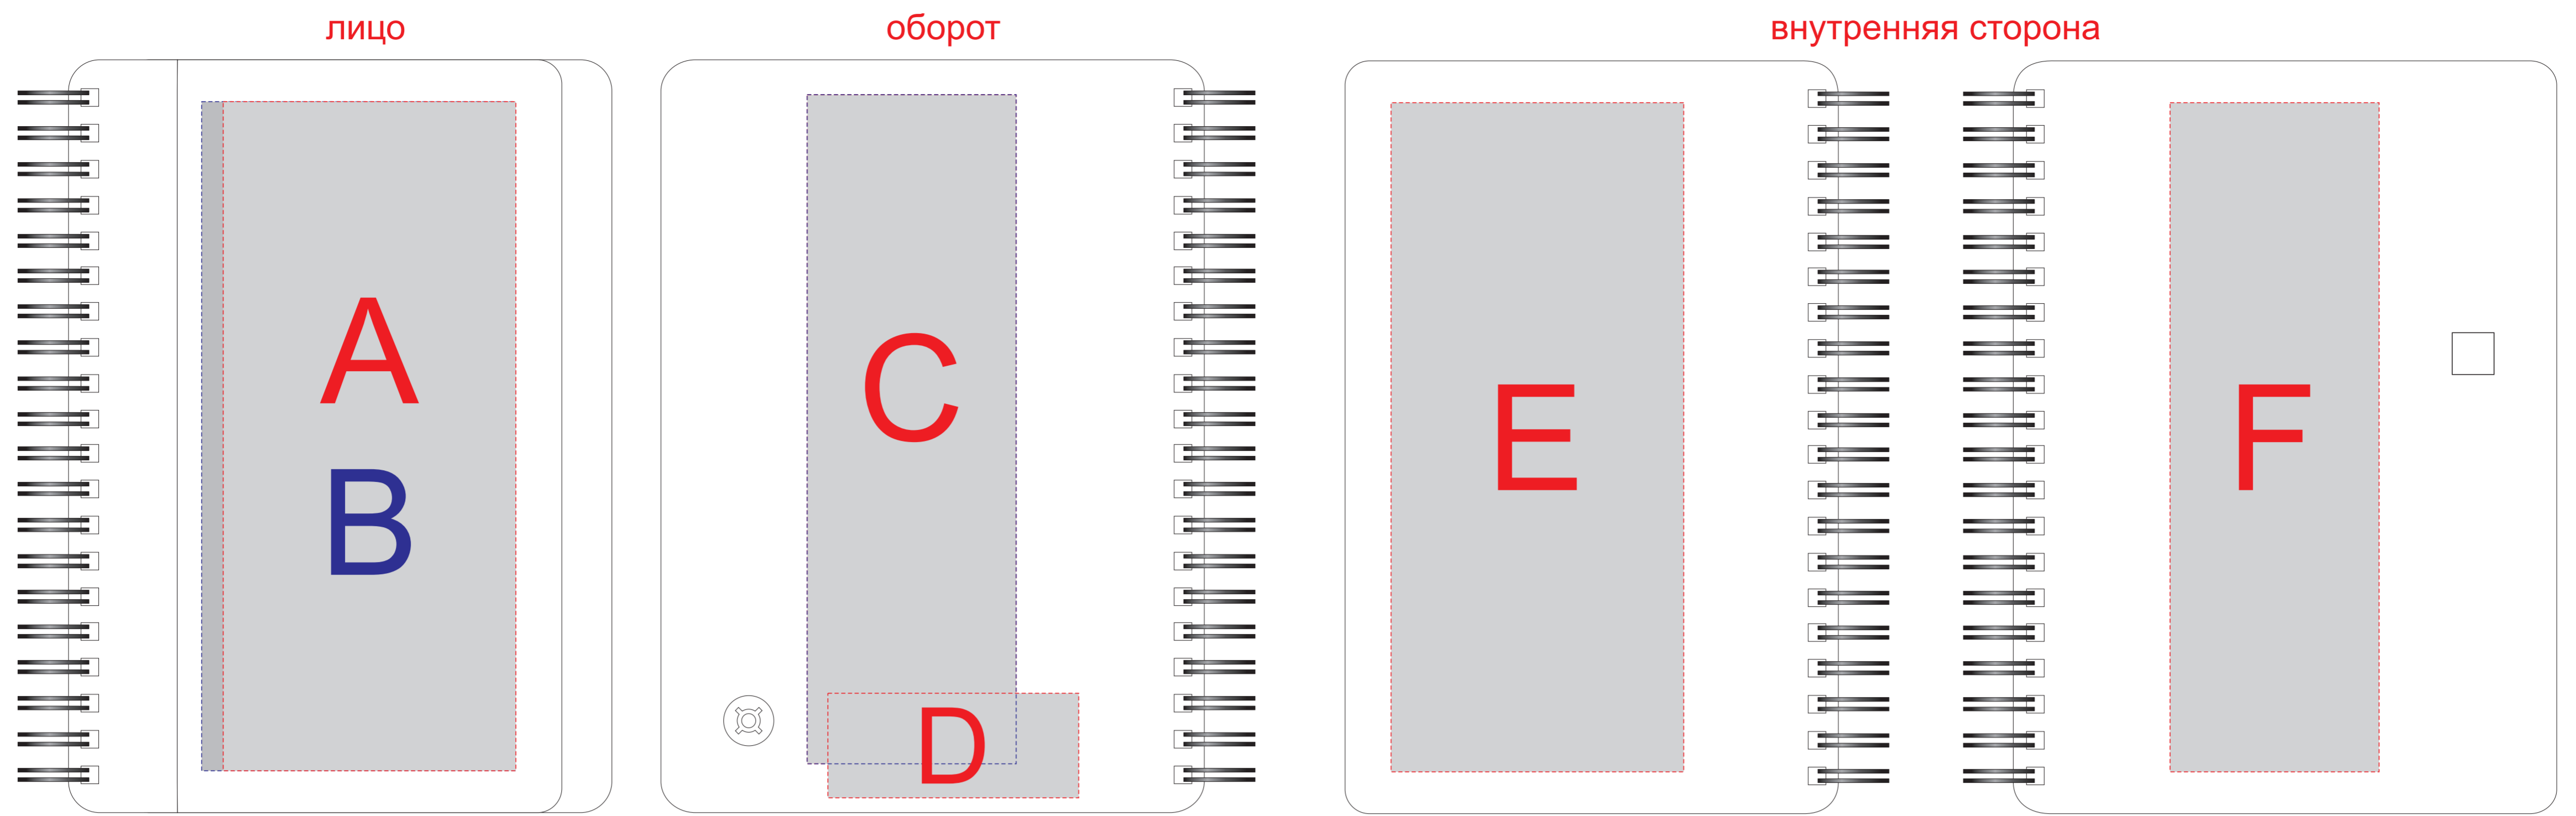 лицо
оборот
внутренняя сторона
A
B
C
D
E
F